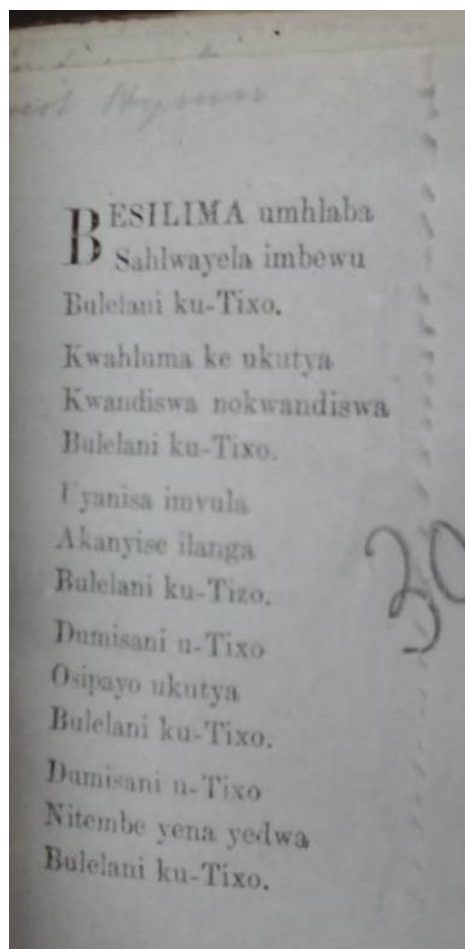 Hymn
BESILIMA umhlaba
Sahlwayela imbewu
Bulelani ku-Tixo.
Kwahluma ke ukutya
Kwandiswa nokwandiswa
Bulelani ku-Tixo.
Uyanisa imvula
Akanyise ilanga
Bulelani ku-Tizo.
Dumisani u-Tixo
Osipayo ukutya
Bulelani ku-Tixo.
Dumisani u-Tixo
Nitembe yena yedwa
Bulelani ku-Tixo.